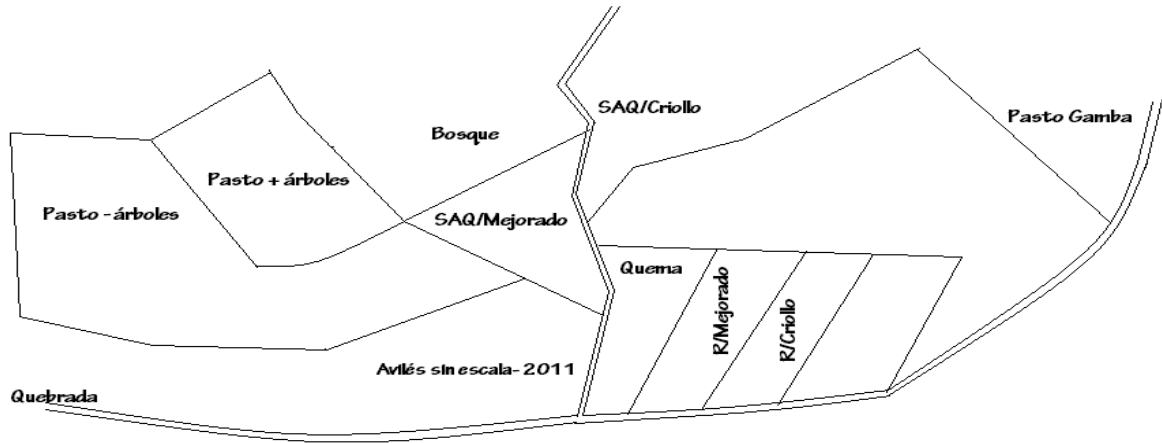 SAQ/Criollo
Pasto Gamba
Bosque
Pasto + árboles
Pasto - árboles
SAQ/Mejorado
Quema
R/Mejorado
R/Criollo
Avilés sin escala- 2011
Quebrada